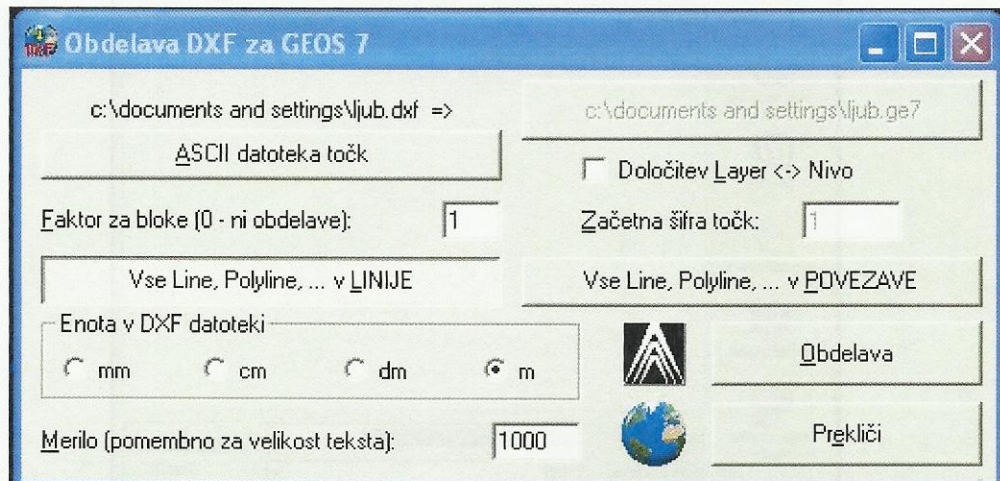 Obdelava DXF za GEOS 7
c:\documents and settings\ljub.dxf =>
c:\documents and settings\ljub.ge7
ASCII datoteka točk
Določitev Layer <-> Nivo
Faktor za bloke (0 - ni obdelave): 1
Začetna šifra točk: 1
Vse Line, Polyline, ... v LINIJE
Vse Line, Polyline, ... v POVEZAVE
Enota v DXF datoteki
mm cm dm m
Obdelava
Merilo (pomembno za velikost teksta): 1000
Prekliči